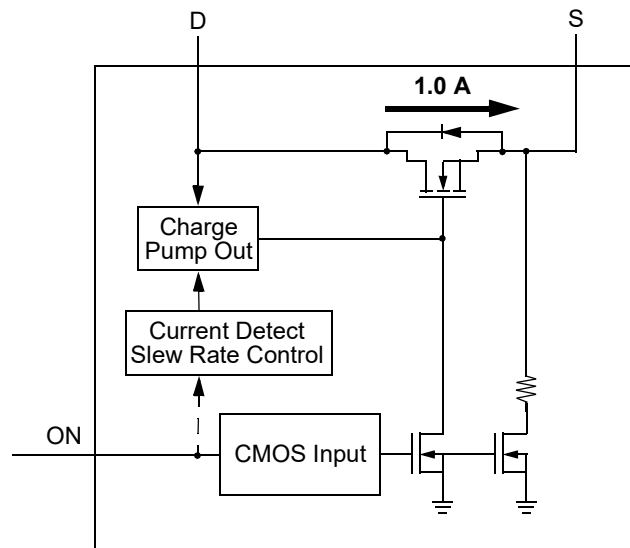 D
S
1.0 A
Charge
Pump Out
Current Detect
Slew Rate Control
ON
CMOS Input